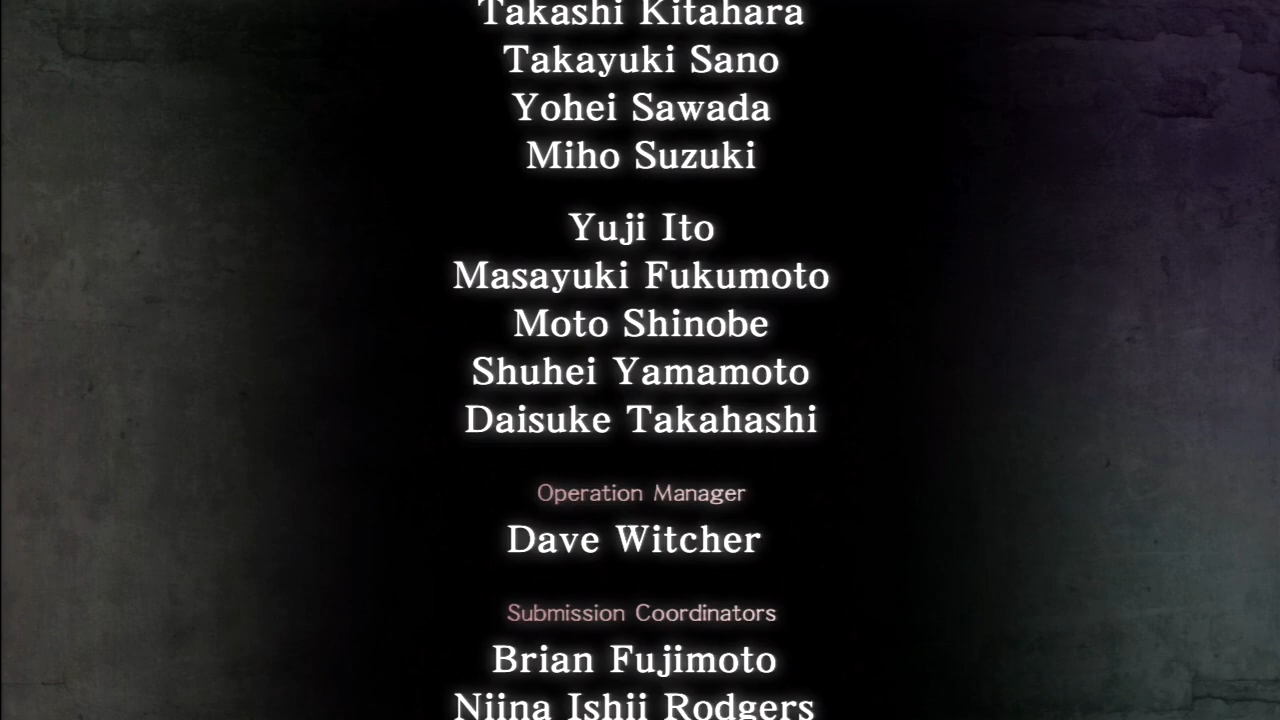 Takashi Kitahara
Takayuki Sano
Yohei Sawada
Miho Suzuki
Yuji Ito
Masayuki Fukumoto
Moto Shinobe
Shuhei Yamamoto
Daisuke Takahashi
Operation Manager
Dave Witcher
Submission Coordinators
Brian Fujimoto
Niina Ishii Rodgers